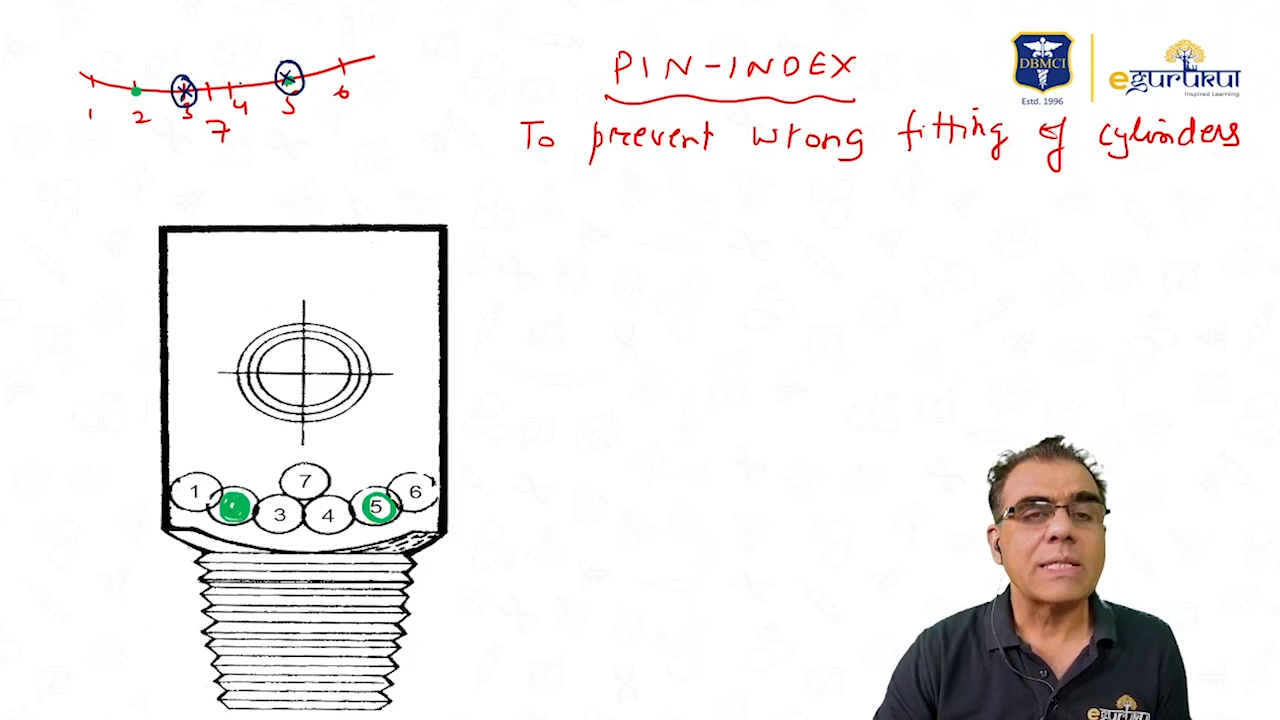 PIN-INDEX
To prevent wrong fitting of cylinders
1 2 3 7 4 5 6
DBMCI
Estd. 1996
egurukul
Inspired Learning
7
1 3 4 5 6
egurukul